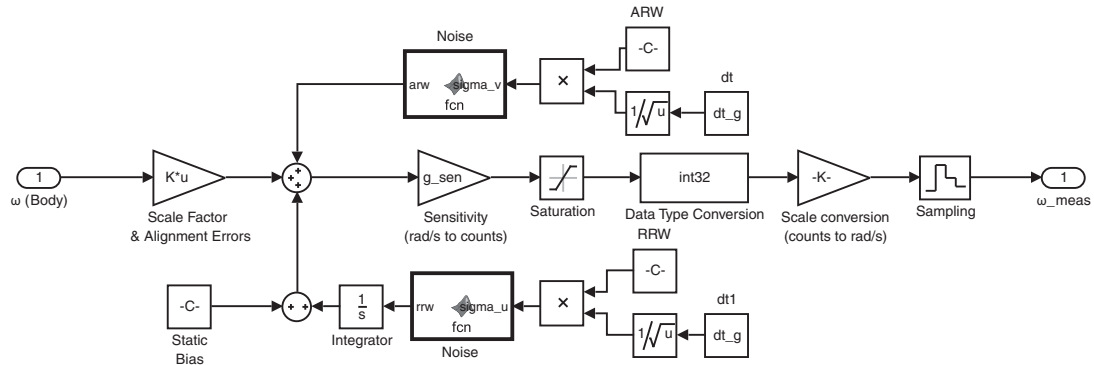 ARW
-C-
Noise
arw
sigma_v
fcn
×
dt
1/√u
dt_g
1
ω (Body)
K*u
Scale Factor
& Alignment Errors
+
+
+
g_sen
Sensitivity
(rad/s to counts)
Saturation
int32
Data Type Conversion
-K-
Scale conversion
(counts to rad/s)
Sampling
1
ω_meas
RRW
-C-
-C-
Static
Bias
+ +
1
s
Integrator
rrw
sigma_u
fcn
Noise
×
dt1
1/√u
dt_g